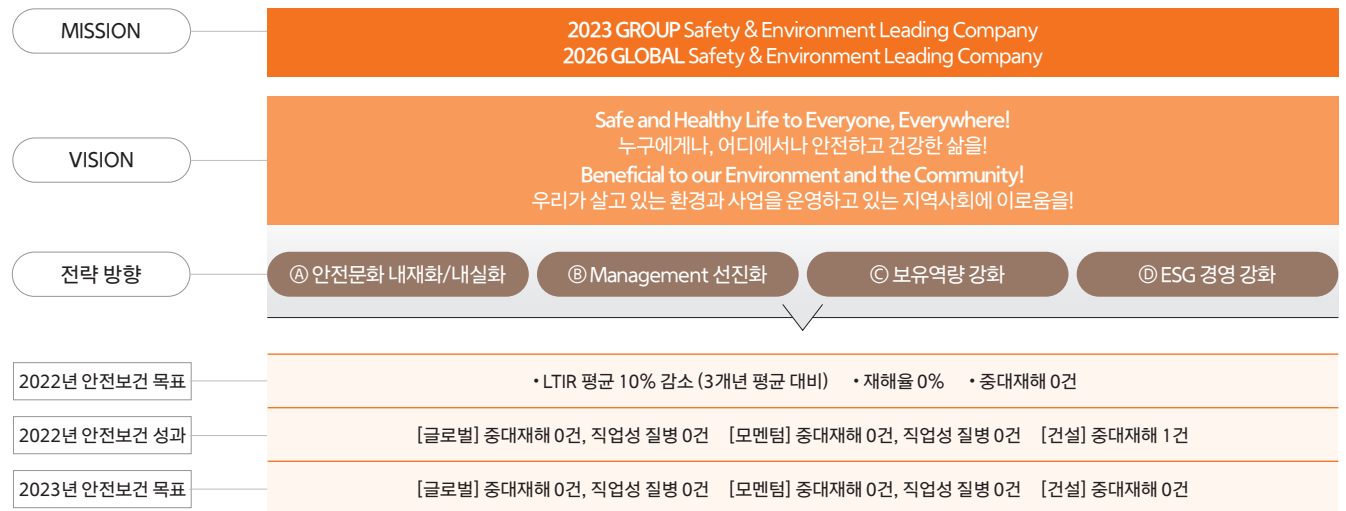 MISSION
2023 GROUP Safety & Environment Leading Company
2026 GLOBAL Safety & Environment Leading Company
VISION
Safe and Healthy Life to Everyone, Everywhere!
누구에게나, 어디에서나 안전하고 건강한 삶을!
Beneficial to our Environment and the Community!
우리가 살고 있는 환경과 사업을 운영하고 있는 지역사회에 이로움을!
전략 방향
Ⓐ 안전문화 내재화/내실화
Ⓑ Management 선진화
Ⓒ 보유역량 강화
Ⓓ ESG 경영 강화
2022년 안전보건 목표
• LTIR 평균 10% 감소 (3개년 평균 대비) • 재해율 0% • 중대재해 0건
2022년 안전보건 성과
[글로벌] 중대재해 0건, 직업성 질병 0건 [모멘텀] 중대재해 0건, 직업성 질병 0건 [건설] 중대재해 1건
2023년 안전보건 목표
[글로벌] 중대재해 0건, 직업성 질병 0건 [모멘텀] 중대재해 0건, 직업성 질병 0건 [건설] 중대재해 0건